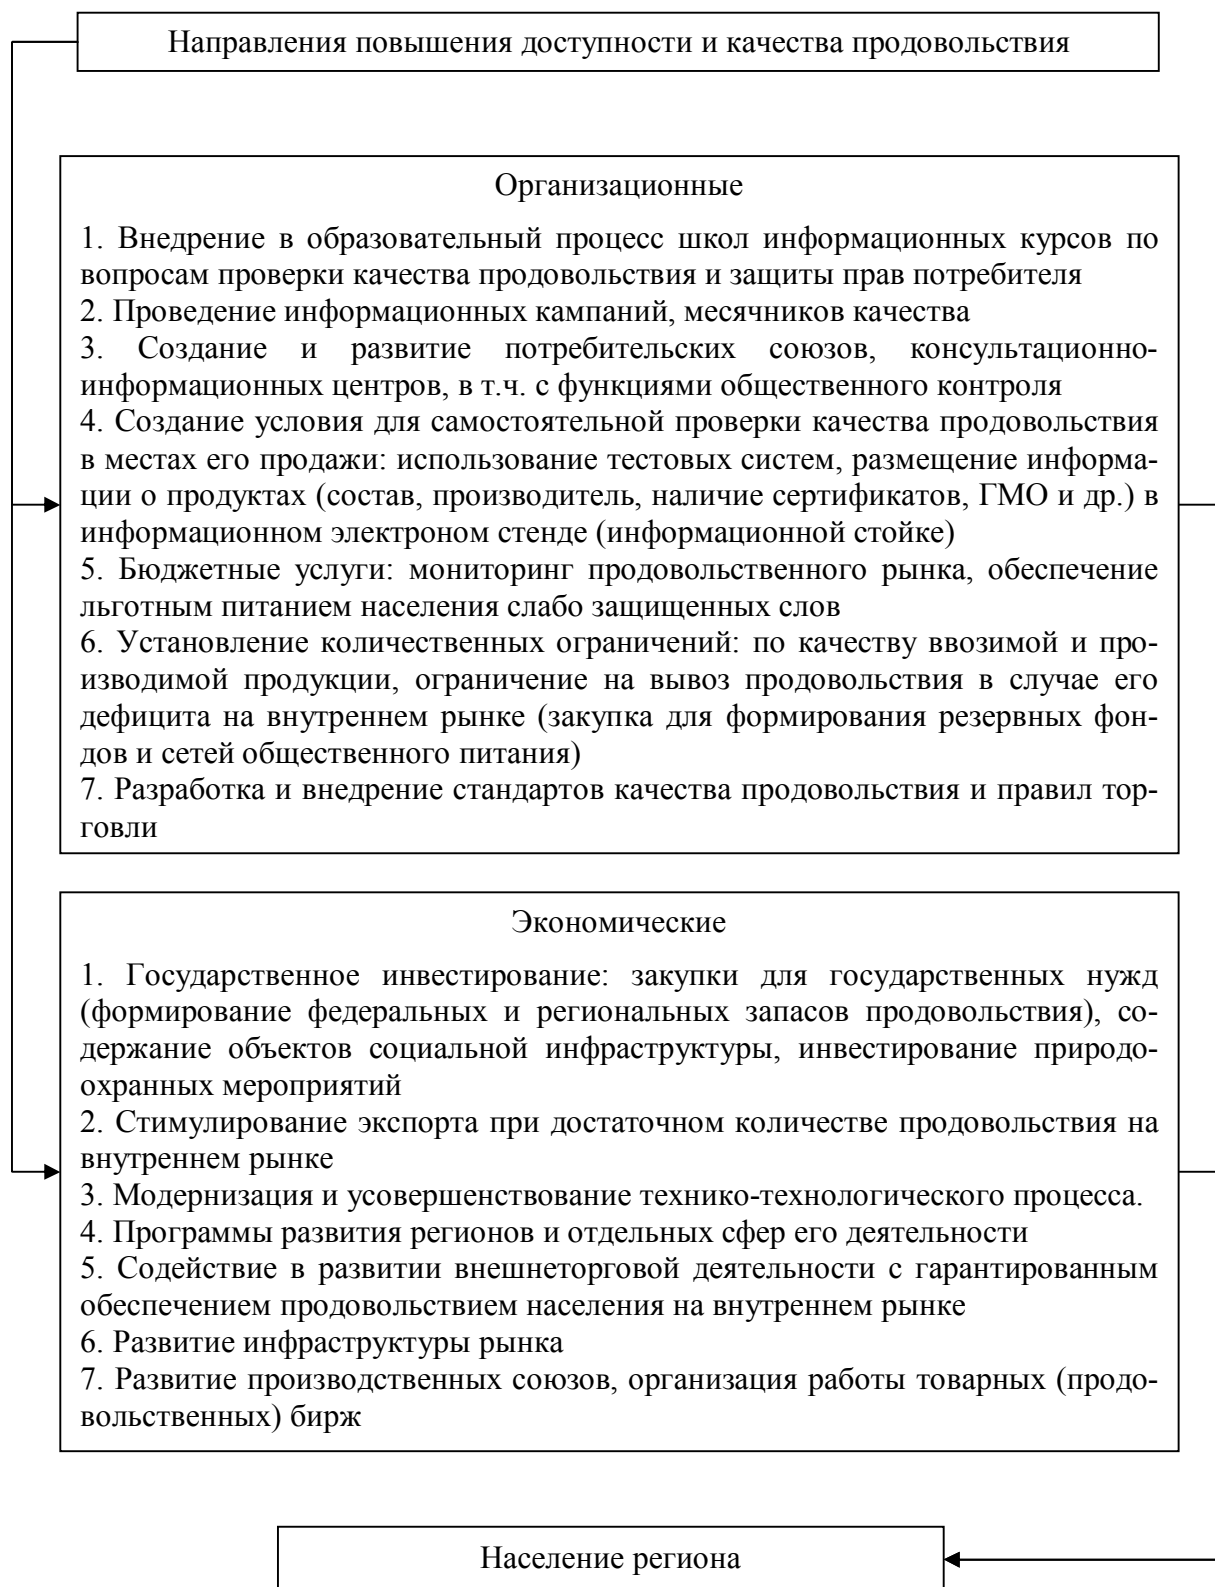 Направления повышения доступности и качества продовольствия
Организационные
1. Внедрение в образовательный процесс школ информационных курсов по
вопросам проверки качества продовольствия и защиты прав потребителя
2. Проведение информационных кампаний, месячников качества
3. Создание и развитие потребительских союзов, консультационно-
информационных центров, в т.ч. с функциями общественного контроля
4. Создание условия для самостоятельной проверки качества продовольствия
в местах его продажи: использование тестовых систем, размещение информа-
ции о продуктах (состав, производитель, наличие сертификатов, ГМО и др.) в
информационном электроном стенде (информационной стойке)
5. Бюджетные услуги: мониторинг продовольственного рынка, обеспечение
льготным питанием населения слабо защищенных слов
6. Установление количественных ограничений: по качеству ввозимой и про-
изводимой продукции, ограничение на вывоз продовольствия в случае его
дефицита на внутреннем рынке (закупка для формирования резервных фон-
дов и сетей общественного питания)
7. Разработка и внедрение стандартов качества продовольствия и правил тор-
говли
Экономические
1. Государственное инвестирование: закупки для государственных нужд
(формирование федеральных и региональных запасов продовольствия), со-
держание объектов социальной инфраструктуры, инвестирование природо-
охранных мероприятий
2. Стимулирование экспорта при достаточном количестве продовольствия на
внутреннем рынке
3. Модернизация и усовершенствование технико-технологического процесса.
4. Программы развития регионов и отдельных сфер его деятельности
5. Содействие в развитии внешнеторговой деятельности с гарантированным
обеспечением продовольствием населения на внутреннем рынке
6. Развитие инфраструктуры рынка
7. Развитие производственных союзов, организация работы товарных (продо-
вольственных) бирж
Население региона